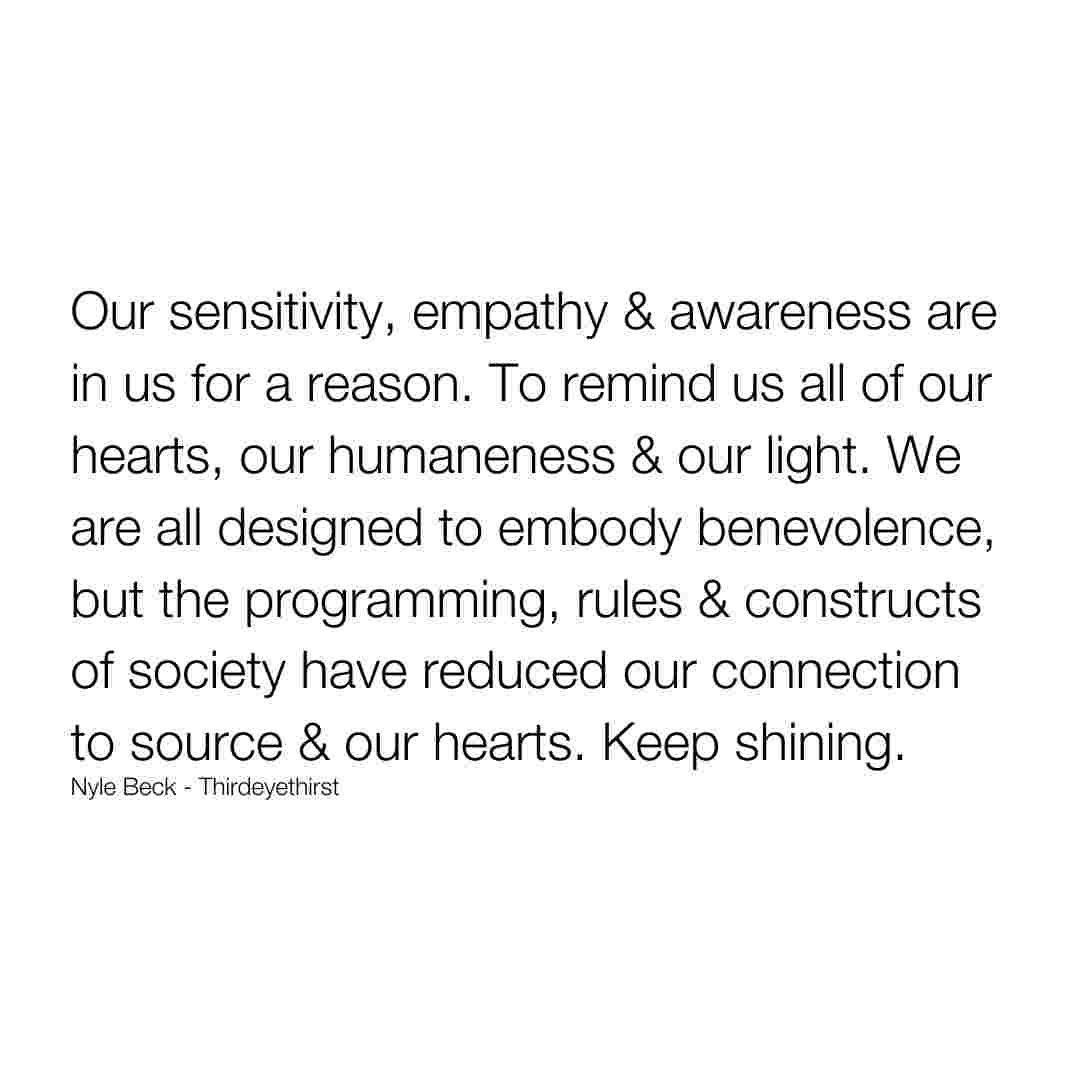 Our sensitivity, empathy & awareness are
in us for a reason. To remind us all of our
hearts, our humaneness & our light. We
are all designed to embody benevolence,
but the programming, rules & constructs
of society have reduced our connection
to source & our hearts. Keep shining.
Nyle Beck - Thirdeyethirst